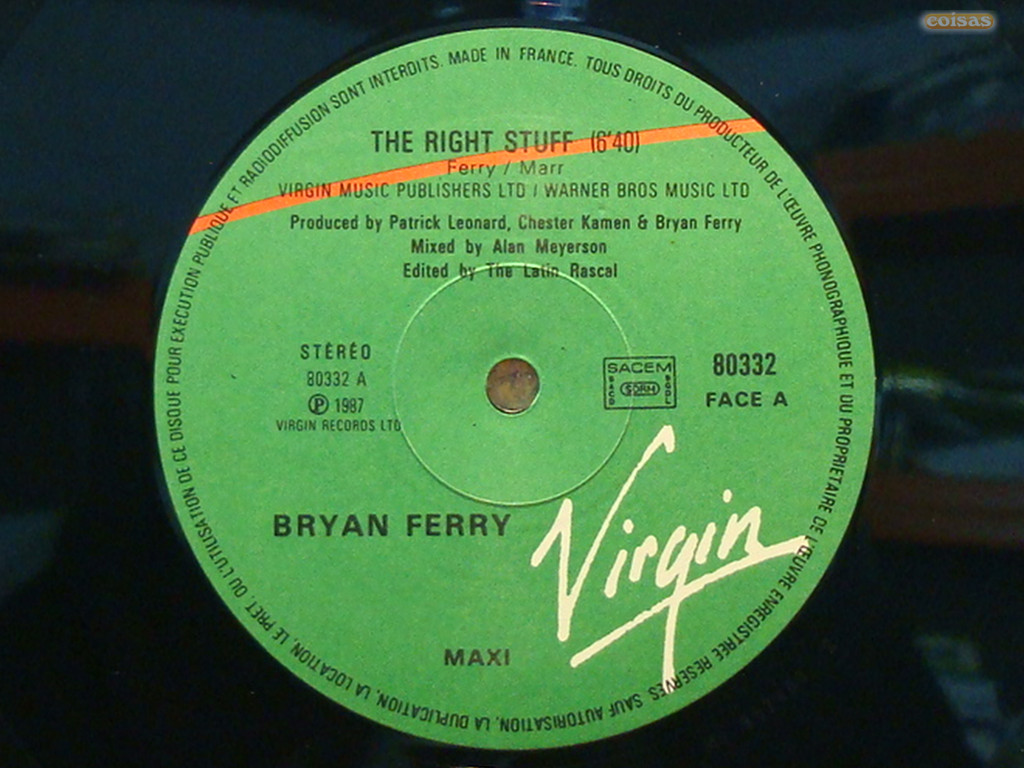 coisas
DE CE DISQUE POUR EXECUTION PUBLIQUE ET RADIODIFFUSION SONT INTERDITS. MADE IN FRANCE. TOUS DROITS DU PRODUCTEUR DE L'ŒUVRE PHONOGRAPHIQUE ET DU PROPRIETAIRE DE L'ŒUVRE ENREGISTREE RESERVES. SAUF AUTORISATION, LA DUPLICATION, LA LOCATION, LE PRET, OU L'UTILISATION
THE RIGHT STUFF (6'40)
Ferry / Marr
VIRGIN MUSIC PUBLISHERS LTD / WARNER BROS MUSIC LTD
Produced by Patrick Leonard, Chester Kamen & Bryan Ferry
Mixed by Alan Meyerson
Edited by The Latin Rascal
STÉRÉO
80332 A
Ⓟ 1987
VIRGIN RECORDS LTD
SACEM
SACD
SDRM
SGDL
80332
FACE A
BRYAN FERRY
Virgin
MAXI